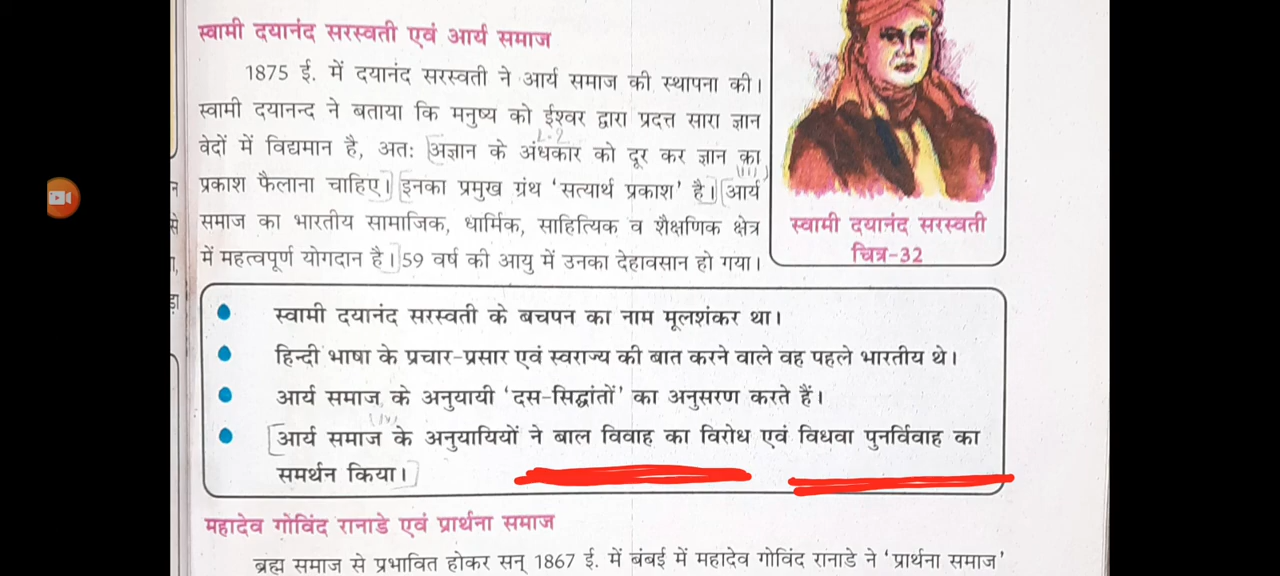 स्वामी दयानंद सरस्वती एवं आर्य समाज
1875 ई. में दयानंद सरस्वती ने आर्य समाज की स्थापना की।
स्वामी दयानन्द ने बताया कि मनुष्य को ईश्वर द्वारा प्रदत्त सारा ज्ञान
वेदों में विद्यमान है, अतः अज्ञान के अंधकार को दूर कर ज्ञान का
प्रकाश फैलाना चाहिए। इनका प्रमुख ग्रंथ ‘सत्यार्थ प्रकाश’ है। आर्य
समाज का भारतीय सामाजिक, धार्मिक, साहित्यिक व शैक्षणिक क्षेत्र
में महत्वपूर्ण योगदान है। 59 वर्ष की आयु में उनका देहावसान हो गया।
स्वामी दयानंद सरस्वती
चित्र-32
स्वामी दयानंद सरस्वती के बचपन का नाम मूलशंकर था।
हिन्दी भाषा के प्रचार-प्रसार एवं स्वराज्य की बात करने वाले वह पहले भारतीय थे।
आर्य समाज के अनुयायी ‘दस-सिद्धांतों’ का अनुसरण करते हैं।
(iv)
आर्य समाज के अनुयायियों ने बाल विवाह का विरोध एवं विधवा पुनर्विवाह का
समर्थन किया।
महादेव गोविंद रानाडे एवं प्रार्थना समाज
ब्रह्म समाज से प्रभावित होकर सन् 1867 ई. में बंबई में महादेव गोविंद रानाडे ने ‘प्रार्थना समाज’